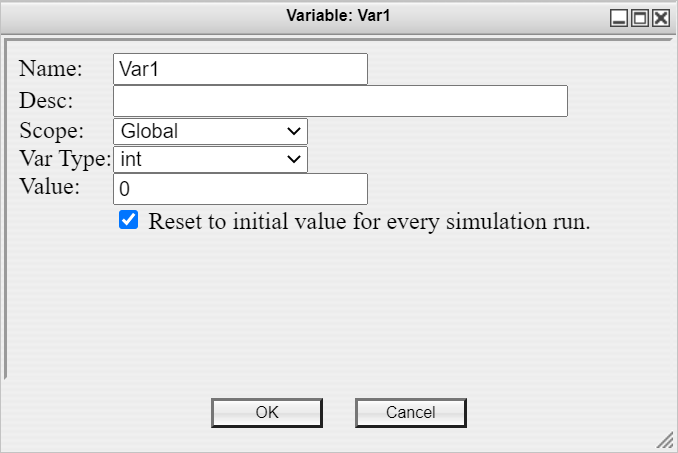 Variable: Var1
Name: Var1
Desc:
Scope: Global
Var Type: int
Value: 0
Reset to initial value for every simulation run.
OK Cancel